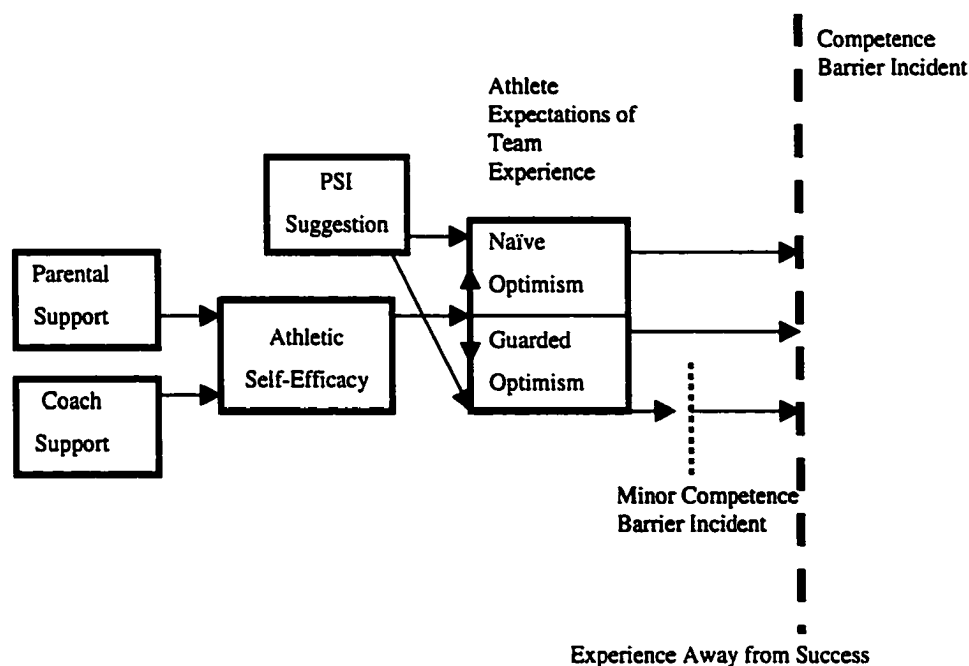 Competence
Barrier Incident
Athlete
Expectations of
Team
Experience
PSI
Suggestion
Naïve
Optimism
Parental
Support
Athletic
Self-Efficacy
Guarded
Optimism
Coach
Support
Minor Competence
Barrier Incident
Experience Away from Success